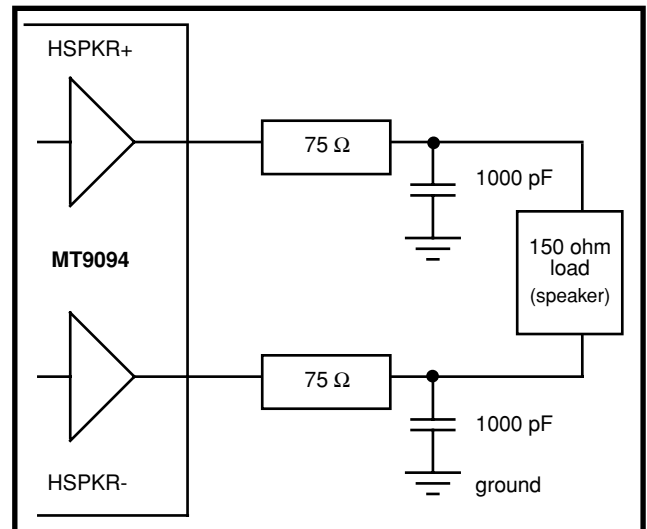 HSPKR+
75 Ω
1000 pF
MT9094
150 ohm
load
(speaker)
75 Ω
1000 pF
HSPKR-
ground